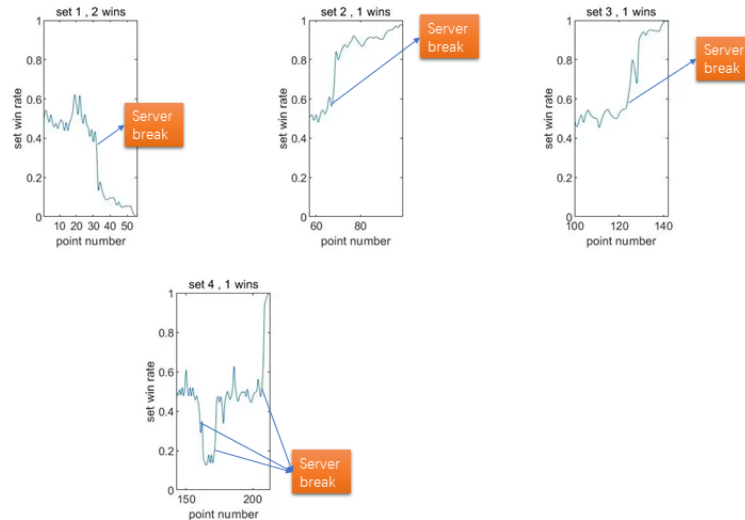 set 1 , 2 wins
1
0.8
0.6
0.4
0.2
0
set win rate
10 20 30 40 50
point number
Server
break
set 2 , 1 wins
1
0.8
0.6
0.4
0.2
0
set win rate
60 80
point number
Server
break
set 3 , 1 wins
1
0.8
0.6
0.4
0.2
0
set win rate
100 120 140
point number
Server
break
set 4 , 1 wins
1
0.8
0.6
0.4
0.2
0
set win rate
150 200
point number
Server
break